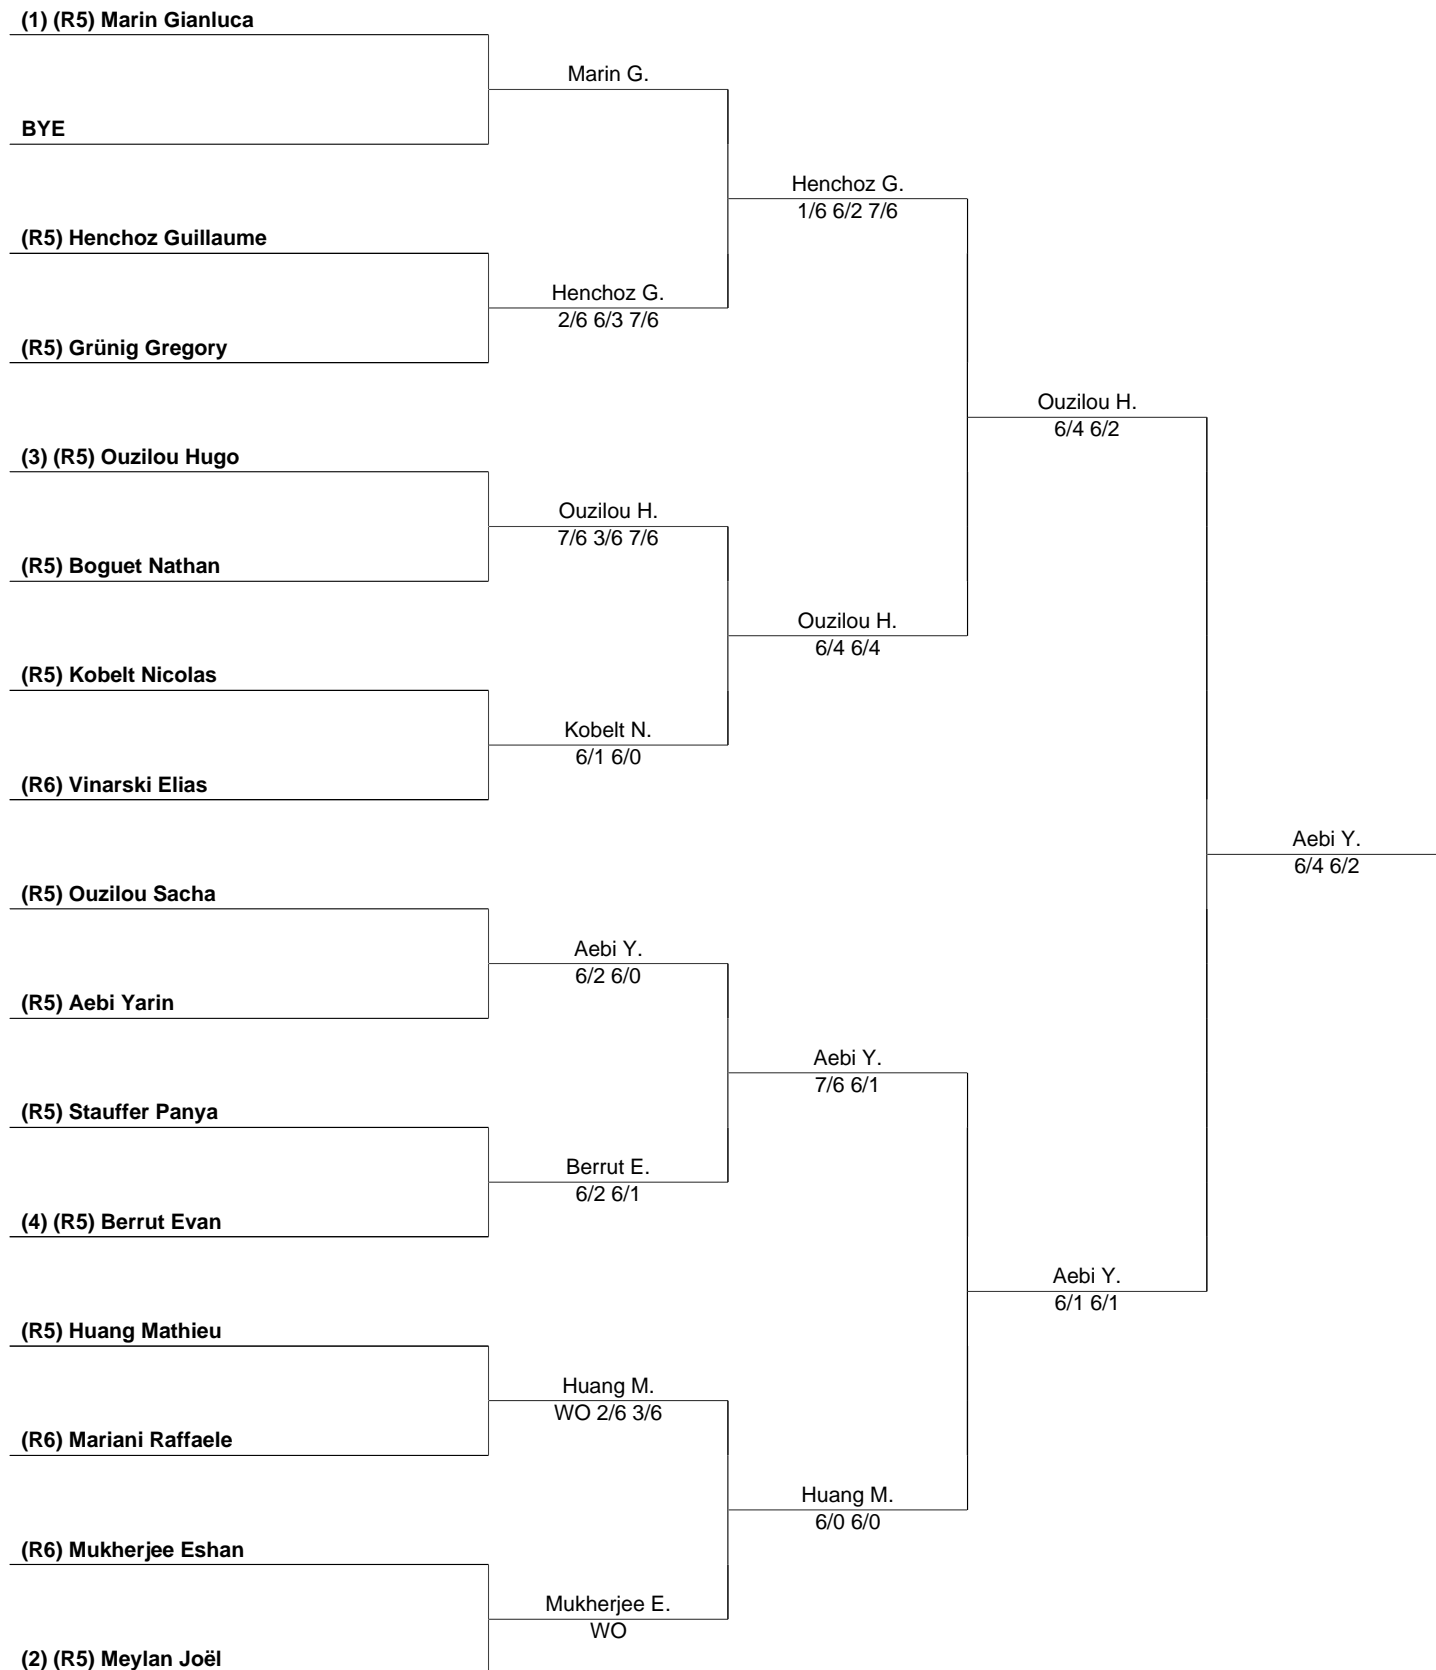 (1) (R5) Marin Gianluca
Marin G.
BYE
Henchoz G.
1/6 6/2 7/6
(R5) Henchoz Guillaume
Henchoz G.
2/6 6/3 7/6
(R5) Grünig Gregory
Ouzilou H.
6/4 6/2
(3) (R5) Ouzilou Hugo
Ouzilou H.
7/6 3/6 7/6
(R5) Boguet Nathan
Ouzilou H.
6/4 6/4
(R5) Kobelt Nicolas
Kobelt N.
6/1 6/0
(R6) Vinarski Elias
Aebi Y.
6/4 6/2
(R5) Ouzilou Sacha
Aebi Y.
6/2 6/0
(R5) Aebi Yarin
Aebi Y.
7/6 6/1
(R5) Stauffer Panya
Berrut E.
6/2 6/1
(4) (R5) Berrut Evan
Aebi Y.
6/1 6/1
(R5) Huang Mathieu
Huang M.
WO 2/6 3/6
(R6) Mariani Raffaele
Huang M.
6/0 6/0
(R6) Mukherjee Eshan
Mukherjee E.
WO
(2) (R5) Meylan Joël